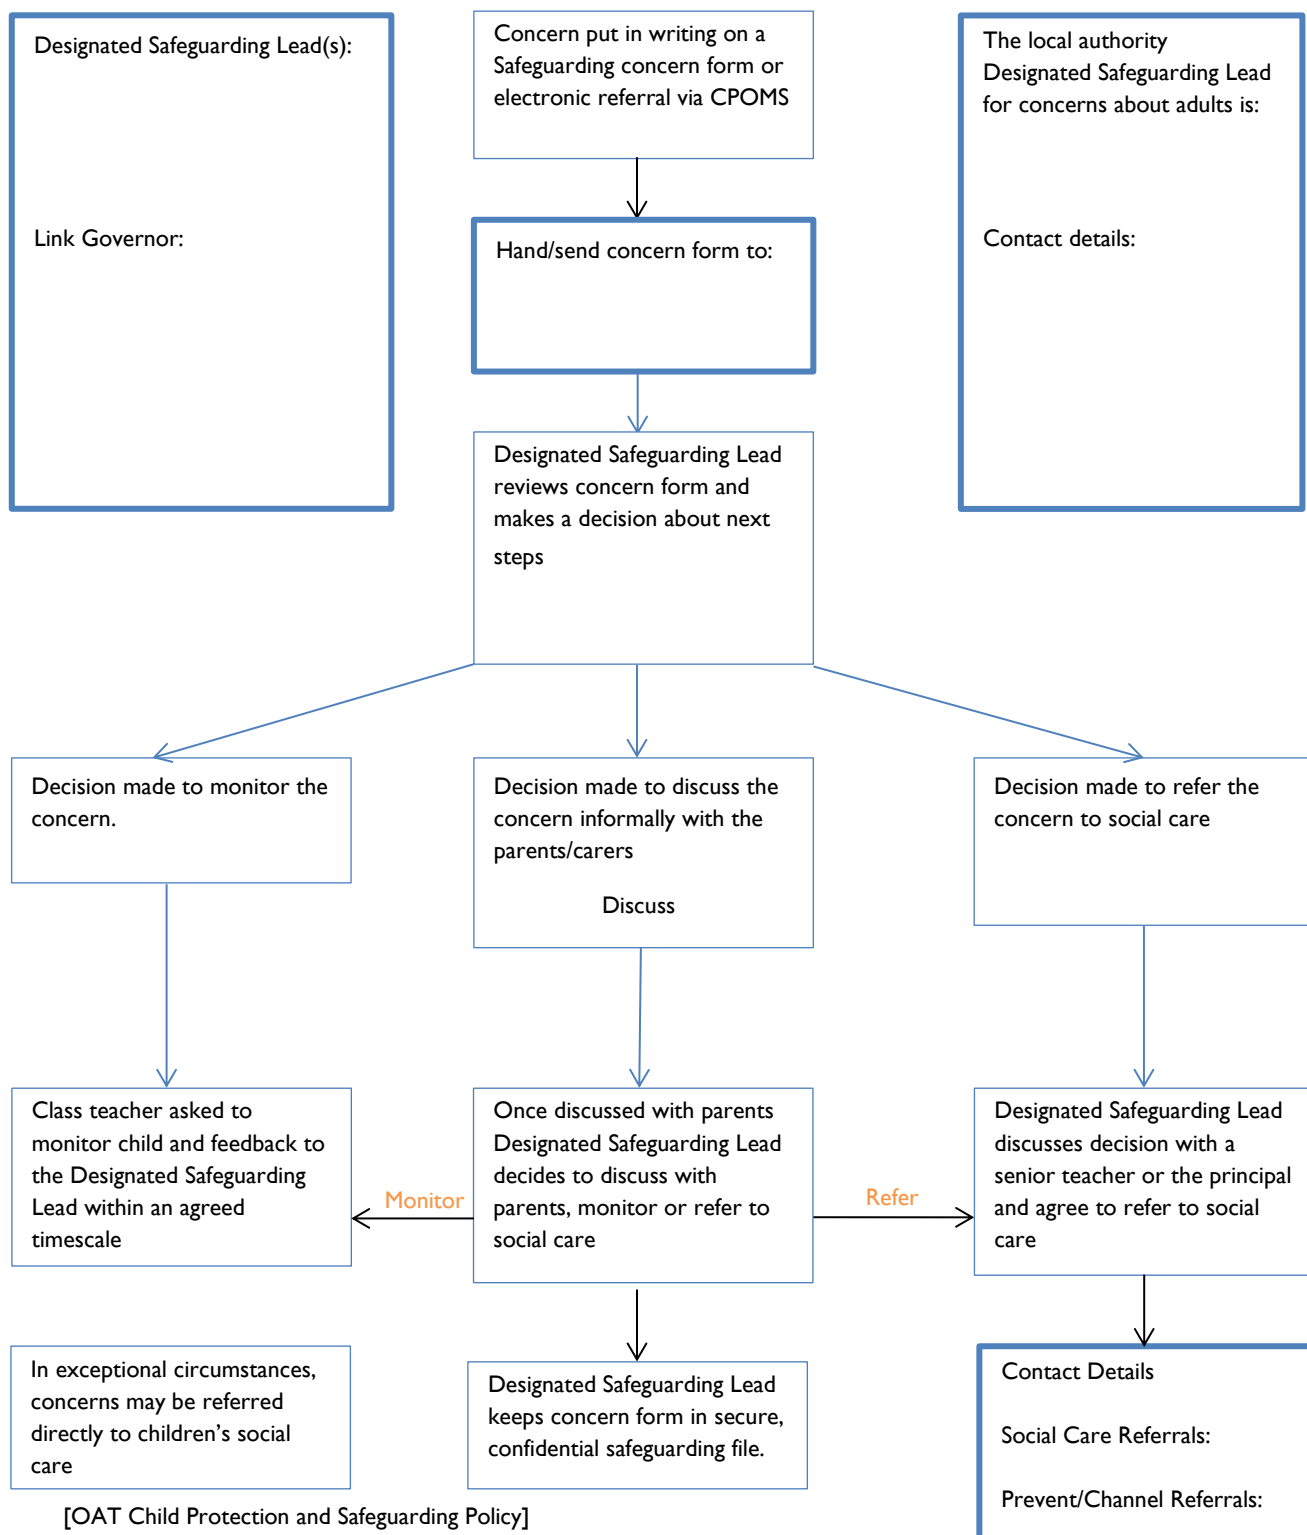 Designated Safeguarding Lead(s):
Link Governor:
Concern put in writing on a
Safeguarding concern form or
electronic referral via CPOMS
The local authority
Designated Safeguarding Lead
for concerns about adults is:
Contact details:
Hand/send concern form to:
Designated Safeguarding Lead
reviews concern form and
makes a decision about next
steps
Decision made to monitor the
concern.
Decision made to discuss the
concern informally with the
parents/carers
Discuss
Decision made to refer the
concern to social care
Class teacher asked to
monitor child and feedback to
the Designated Safeguarding
Lead within an agreed
timescale
Monitor
Once discussed with parents
Designated Safeguarding Lead
decides to discuss with
parents, monitor or refer to
social care
Refer
Designated Safeguarding Lead
discusses decision with a
senior teacher or the principal
and agree to refer to social
care
In exceptional circumstances,
concerns may be referred
directly to children’s social
care
Designated Safeguarding Lead
keeps concern form in secure,
confidential safeguarding file.
Contact Details
Social Care Referrals:
Prevent/Channel Referrals:
[OAT Child Protection and Safeguarding Policy]